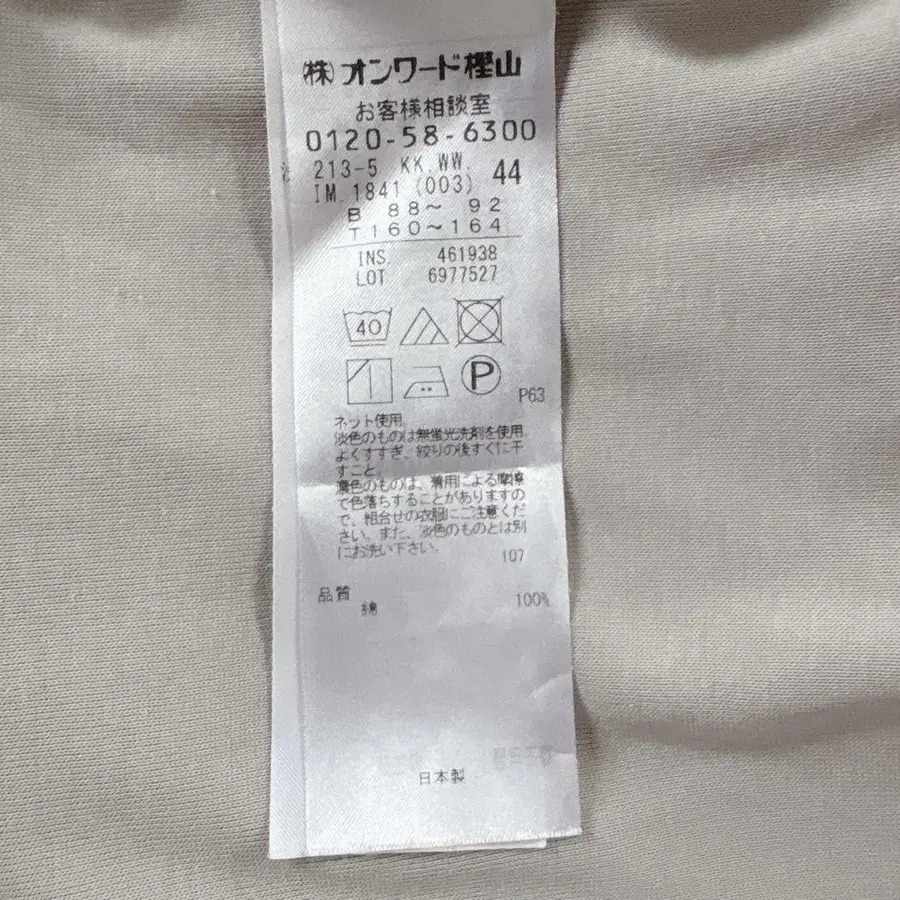 (株)オンワード樫山
お客様相談室
0120-58-6300
213-5 KK.WW.
IM.1841 (003) 44
B 88～ 92
T 160～164
INS. 461938
LOT 6977527
40
P
P63
ネット使用
淡色のものは無蛍光洗剤を使用
よくすすぎ、絞りの後すぐに干
すこと。
濃色のものは、着用による摩擦
で色落ちすることがありますの
で、組合せの衣服にご注意くだ
さい。また、淡色のものとは別
にお洗い下さい。
107
品質
綿 100%
日本製